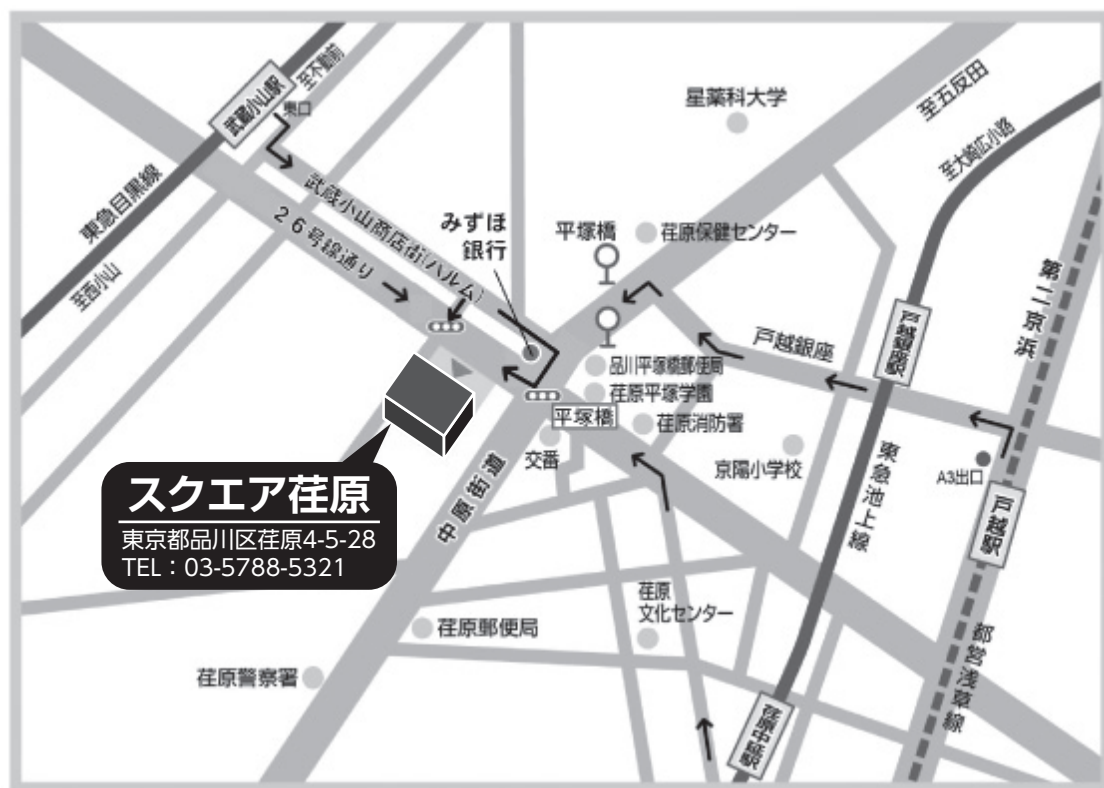 武蔵小山駅
至不動前
東口
東急目黒線
至西小山
武蔵小山商店街(パルム)
26号線通り
みずほ
銀行
星薬科大学
至五反田
至大崎広小路
平塚橋
荏原保健センター
第二京浜
戸越銀座駅
戸越銀座
品川平塚橋郵便局
荏原平塚学園
平塚橋
荏原消防署
交番
京陽小学校
東急池上線
A3出口
戸越駅
中原街道
スクエア荏原
東京都品川区荏原4-5-28
TEL：03-5788-5321
荏原
文化センター
荏原郵便局
荏原警察署
都営浅草線
荏原中延駅